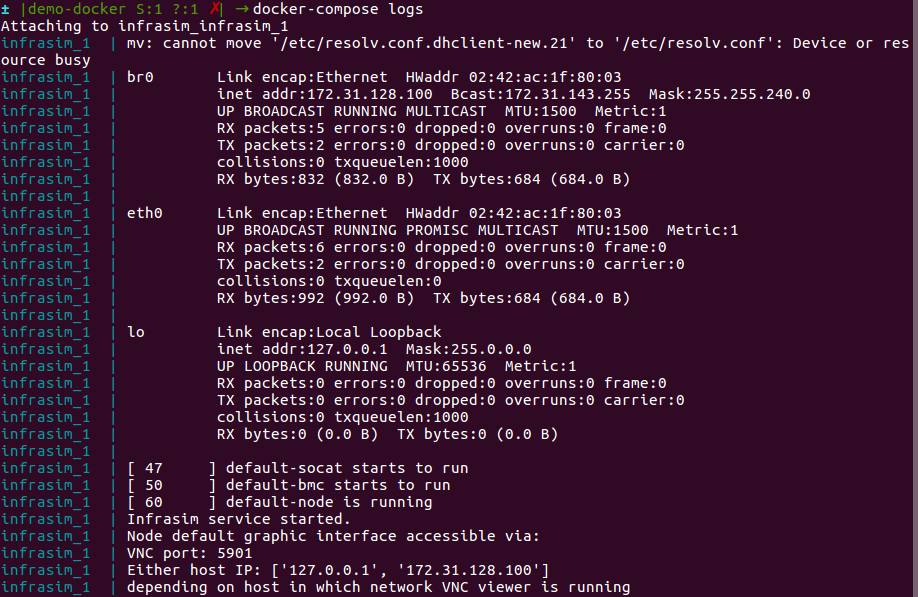 ± |demo-docker S:1 ?:1 ✗| →docker-compose logs
Attaching to infrasim_infrasim_1
infrasim_1  | mv: cannot move '/etc/resolv.conf.dhclient-new.21' to '/etc/resolv.conf': Device or res
ource busy
infrasim_1  | br0       Link encap:Ethernet  HWaddr 02:42:ac:1f:80:03
infrasim_1  |           inet addr:172.31.128.100  Bcast:172.31.143.255  Mask:255.255.240.0
infrasim_1  |           UP BROADCAST RUNNING MULTICAST  MTU:1500  Metric:1
infrasim_1  |           RX packets:5 errors:0 dropped:0 overruns:0 frame:0
infrasim_1  |           TX packets:2 errors:0 dropped:0 overruns:0 carrier:0
infrasim_1  |           collisions:0 txqueuelen:1000
infrasim_1  |           RX bytes:832 (832.0 B)  TX bytes:684 (684.0 B)
infrasim_1  |
infrasim_1  | eth0      Link encap:Ethernet  HWaddr 02:42:ac:1f:80:03
infrasim_1  |           UP BROADCAST RUNNING PROMISC MULTICAST  MTU:1500  Metric:1
infrasim_1  |           RX packets:6 errors:0 dropped:0 overruns:0 frame:0
infrasim_1  |           TX packets:2 errors:0 dropped:0 overruns:0 carrier:0
infrasim_1  |           collisions:0 txqueuelen:0
infrasim_1  |           RX bytes:992 (992.0 B)  TX bytes:684 (684.0 B)
infrasim_1  |
infrasim_1  | lo        Link encap:Local Loopback
infrasim_1  |           inet addr:127.0.0.1  Mask:255.0.0.0
infrasim_1  |           UP LOOPBACK RUNNING  MTU:65536  Metric:1
infrasim_1  |           RX packets:0 errors:0 dropped:0 overruns:0 frame:0
infrasim_1  |           TX packets:0 errors:0 dropped:0 overruns:0 carrier:0
infrasim_1  |           collisions:0 txqueuelen:1000
infrasim_1  |           RX bytes:0 (0.0 B)  TX bytes:0 (0.0 B)
infrasim_1  |
infrasim_1  | [ 47     ] default-socat starts to run
infrasim_1  | [ 50     ] default-bmc starts to run
infrasim_1  | [ 60     ] default-node is running
infrasim_1  | Infrasim service started.
infrasim_1  | Node default graphic interface accessible via:
infrasim_1  | VNC port: 5901
infrasim_1  | Either host IP: ['127.0.0.1', '172.31.128.100']
infrasim_1  | depending on host in which network VNC viewer is running